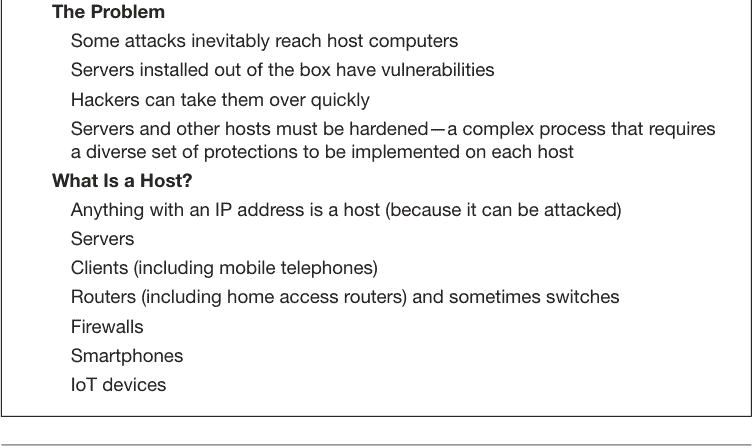 The Problem
Some attacks inevitably reach host computers
Servers installed out of the box have vulnerabilities
Hackers can take them over quickly
Servers and other hosts must be hardened—a complex process that requires
a diverse set of protections to be implemented on each host
What Is a Host?
Anything with an IP address is a host (because it can be attacked)
Servers
Clients (including mobile telephones)
Routers (including home access routers) and sometimes switches
Firewalls
Smartphones
IoT devices